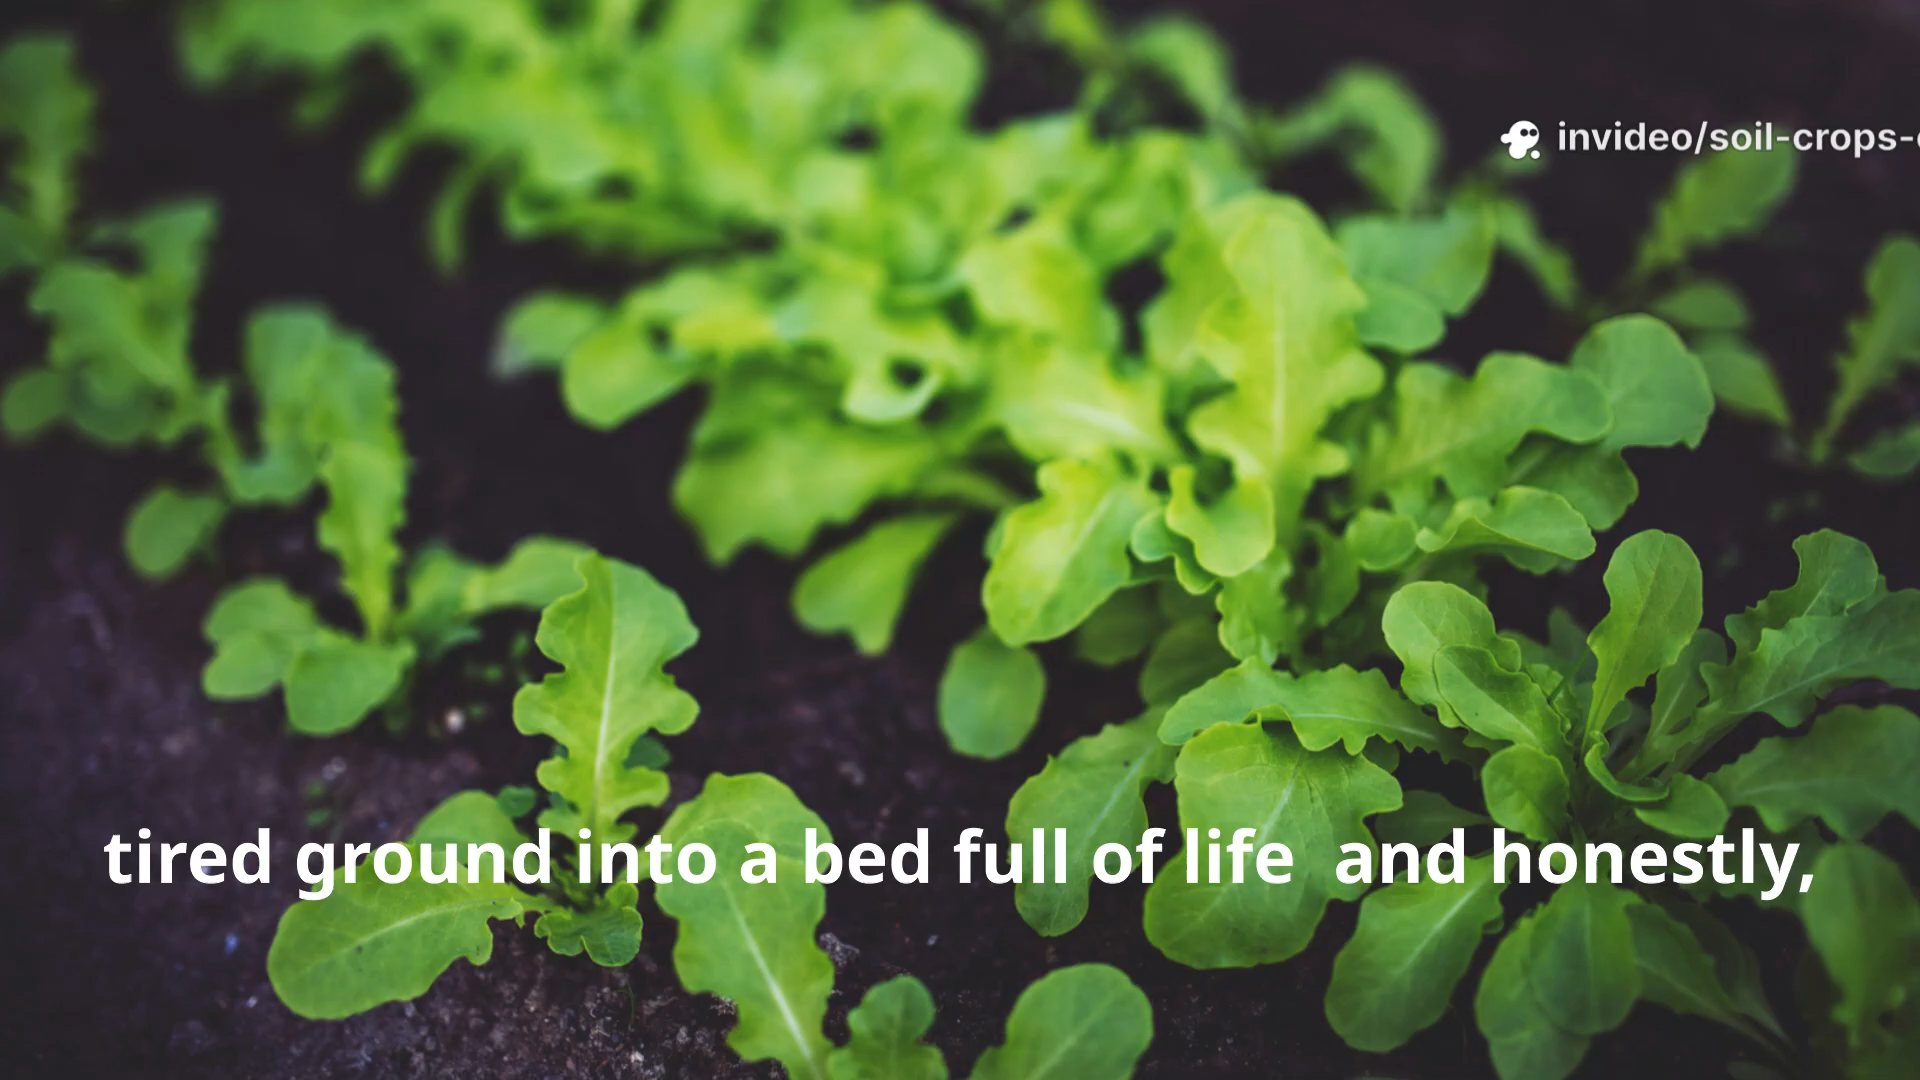 invideo/soil-crops-
tired ground into a bed full of life  and honestly,